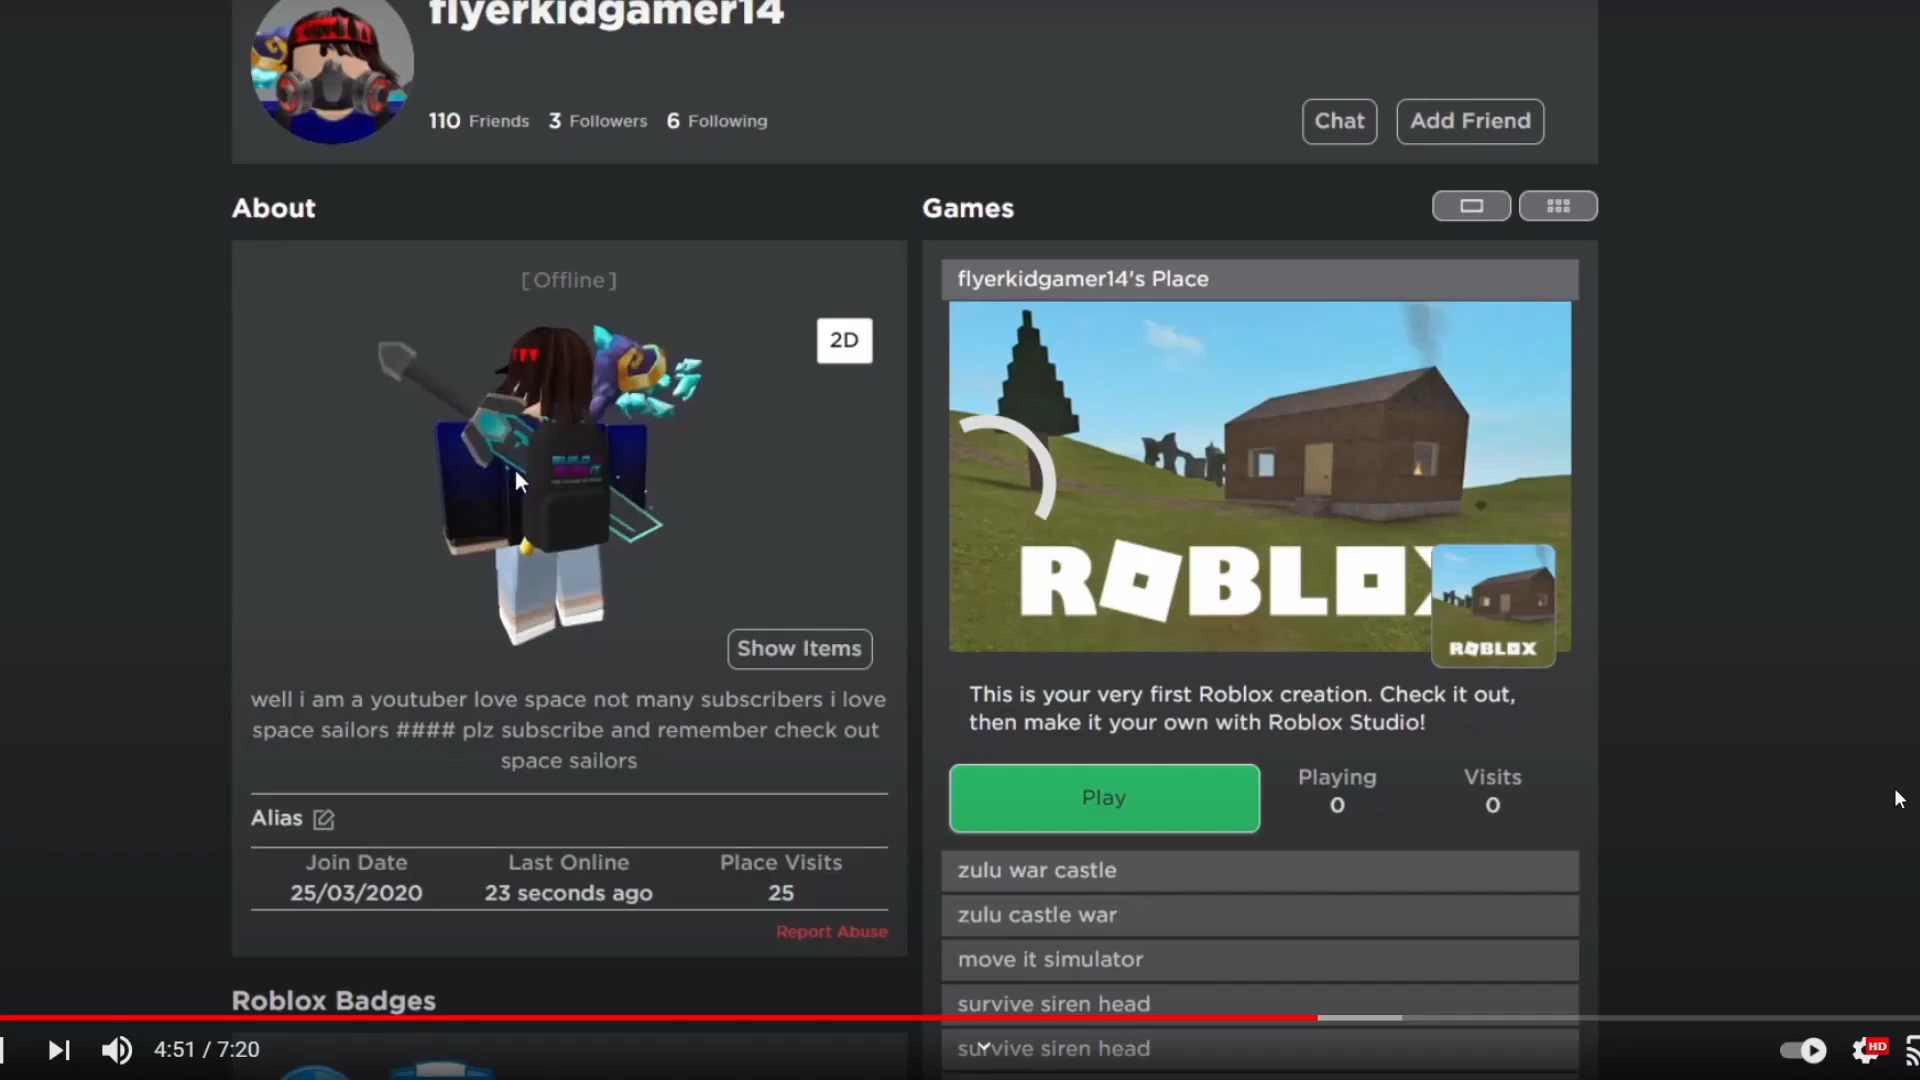 flyerkidgamer14
110 Friends 3 Followers 6 Following
Chat
Add Friend
About
[ Offline ]
2D
Show Items
well i am a youtuber love space not many subscribers i love
space sailors #### plz subscribe and remember check out
space sailors
Alias
Join Date
25/03/2020
Last Online
23 seconds ago
Place Visits
25
Report Abuse
Roblox Badges
Games
flyerkidgamer14's Place
ROBLOX
ROBLOX
This is your very first Roblox creation. Check it out,
then make it your own with Roblox Studio!
Play
Playing
0
Visits
0
zulu war castle
zulu castle war
move it simulator
survive siren head
survive siren head
4:51 / 7:20
HD